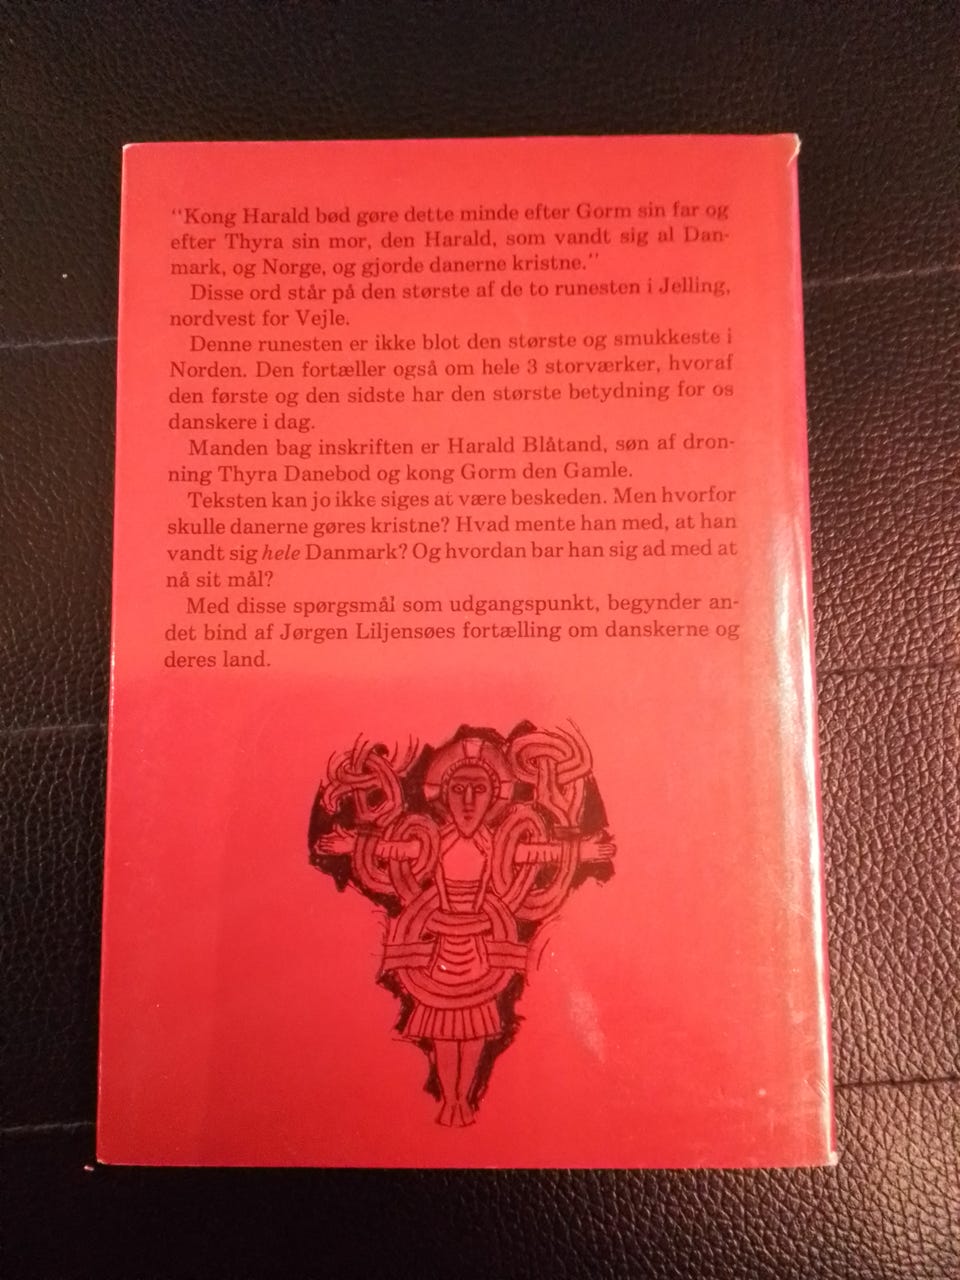 "Kong Harald bød gøre dette minde efter Gorm sin far og
efter Thyra sin mor, den Harald, som vandt sig al Dan-
mark, og Norge, og gjorde danerne kristne."
Disse ord står på den største af de to runesten i Jelling,
nordvest for Vejle.
Denne runesten er ikke blot den største og smukkeste i
Norden. Den fortæller også om hele 3 storværker, hvoraf
den første og den sidste har den største betydning for os
danskere i dag.
Manden bag inskriften er Harald Blåtand, søn af dron-
ning Thyra Danebod og kong Gorm den Gamle.
Teksten kan jo ikke siges at være beskeden. Men hvorfor
skulle danerne gøres kristne? Hvad mente han med, at han
vandt sig hele Danmark? Og hvordan bar han sig ad med at
nå sit mål?
Med disse spørgsmål som udgangspunkt, begynder an-
det bind af Jørgen Liljensøes fortælling om danskerne og
deres land.